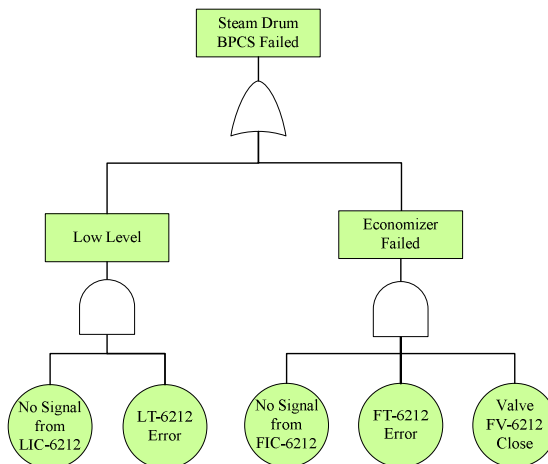 Steam Drum
BPCS Failed
Low Level
Economizer
Failed
No Signal
from
LIC-6212
LT-6212
Error
No Signal
from
FIC-6212
FT-6212
Error
Valve
FV-6212
Close